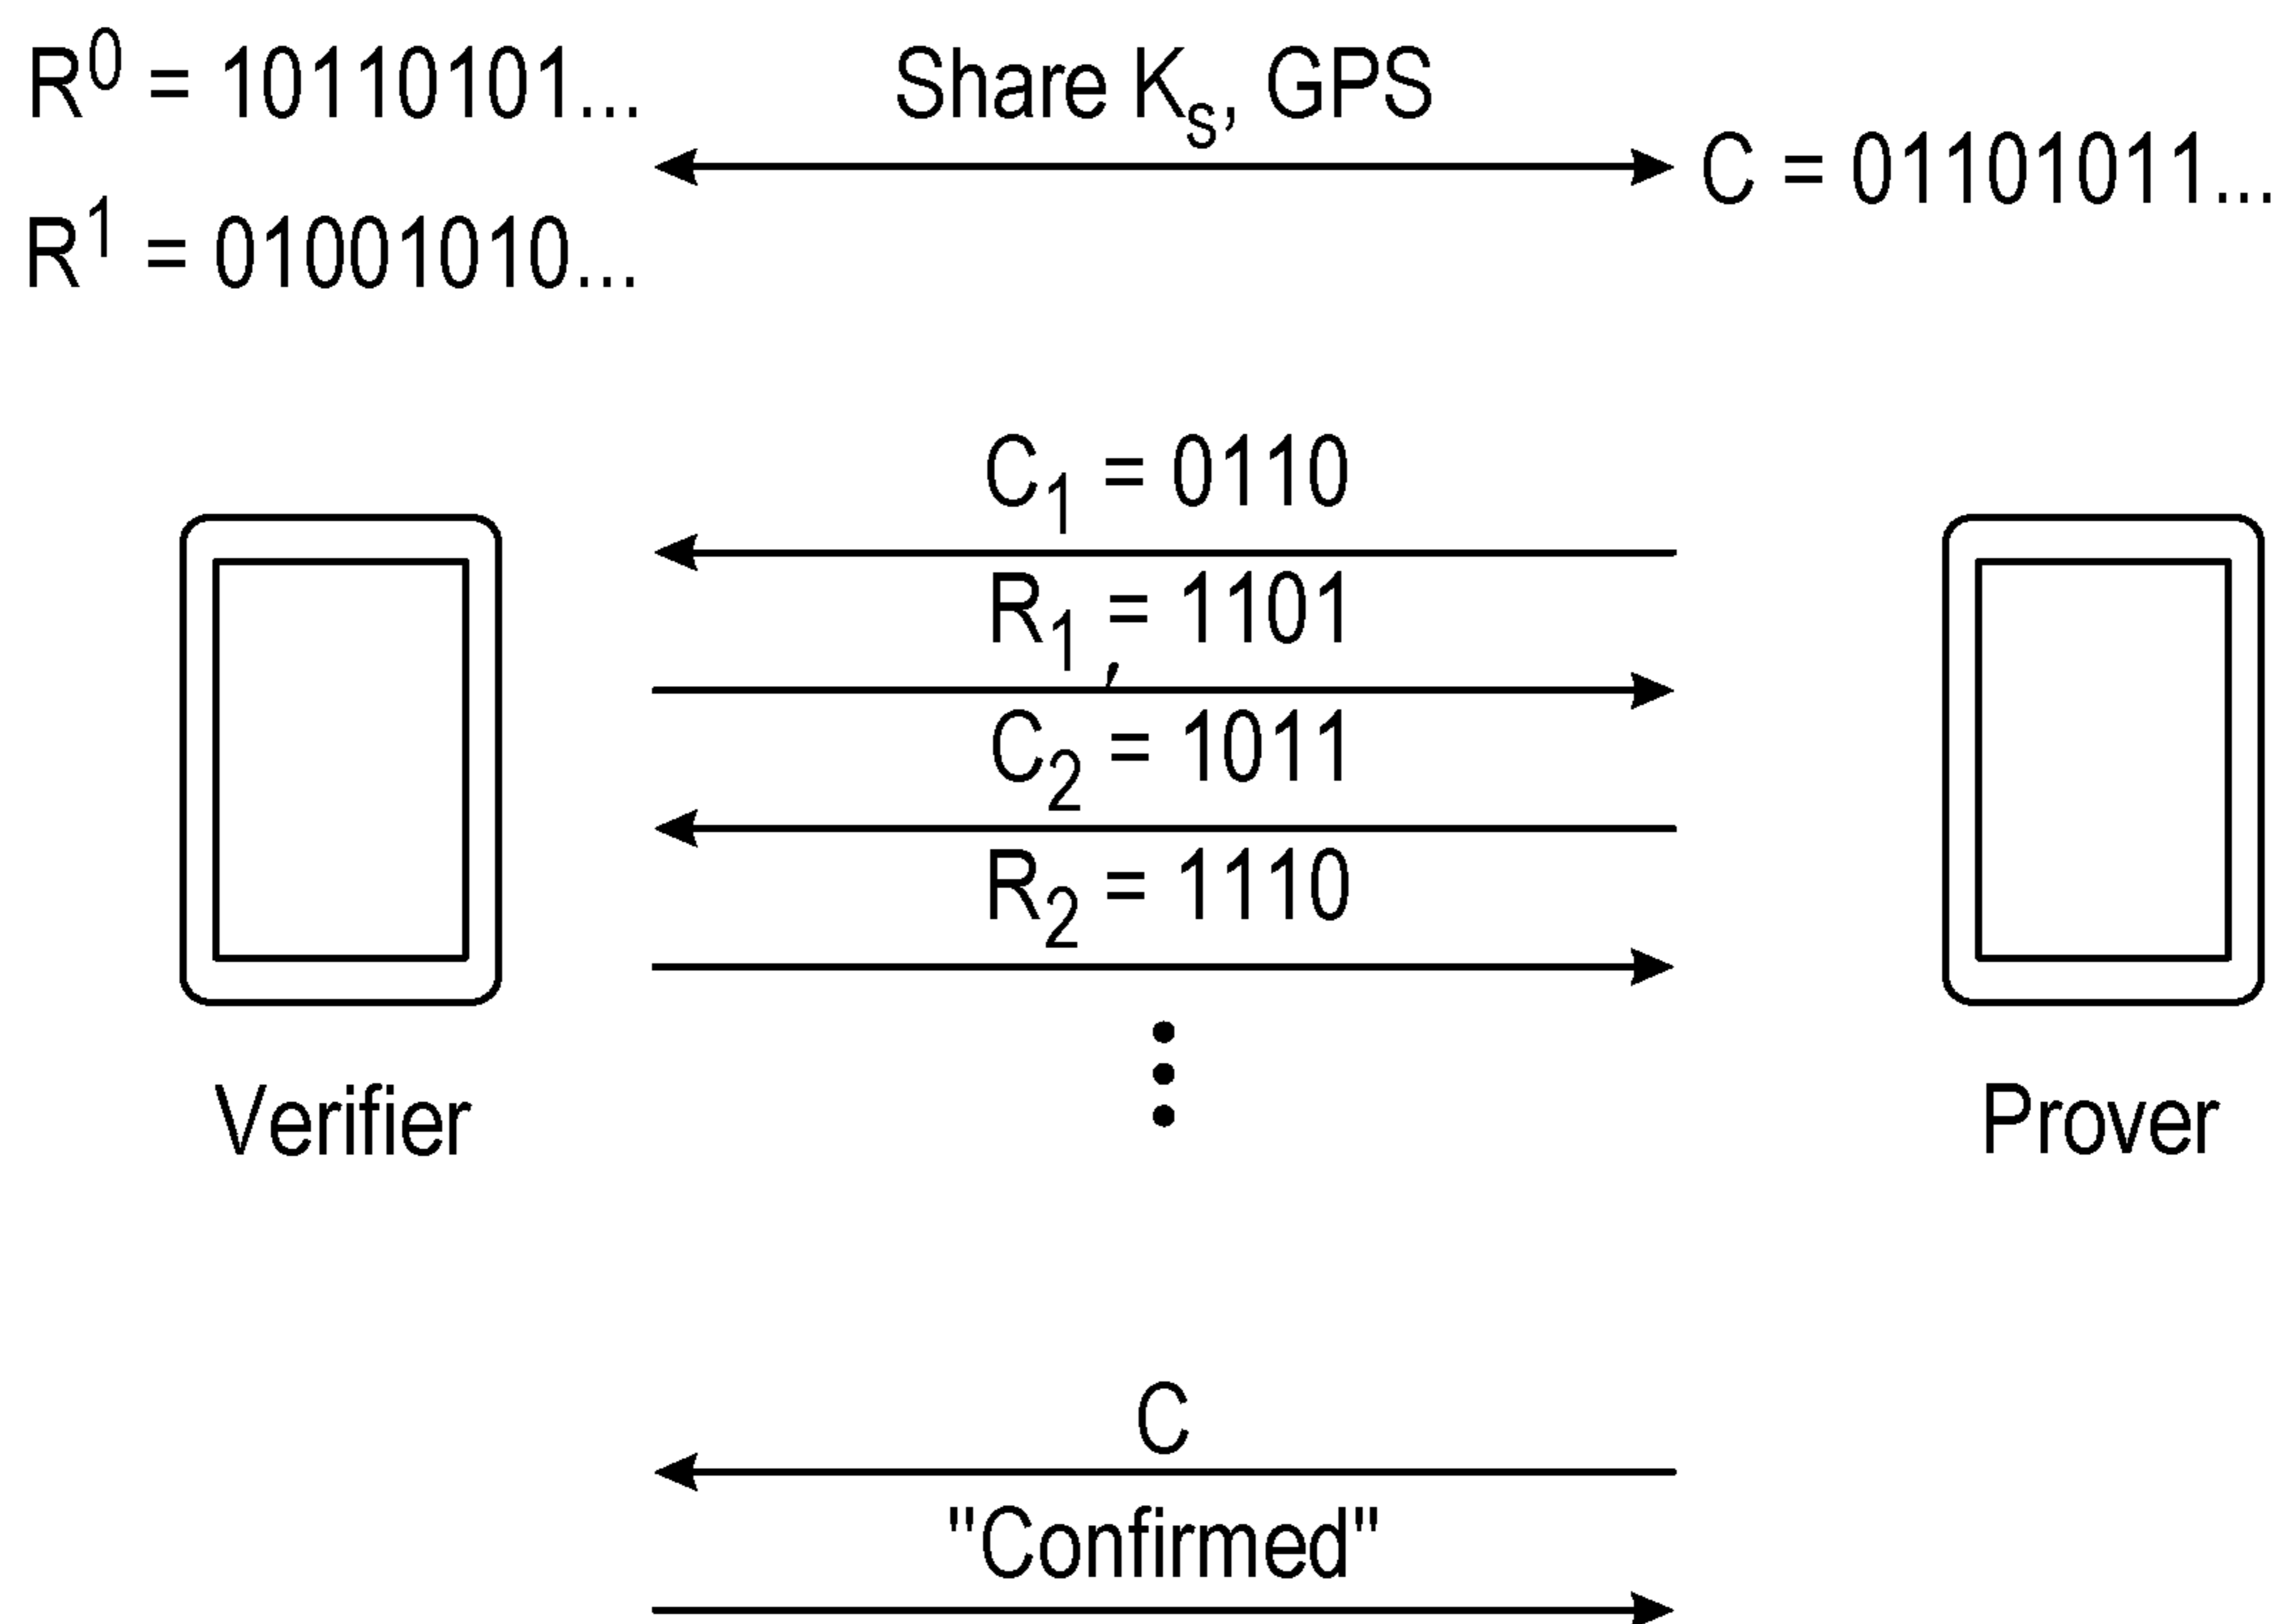 R⁰ = 10110101...
Share Kₛ, GPS
C = 01101011...
R¹ = 01001010...
C₁ = 0110
R₁ = 1101
,
C₂ = 1011
R₂ = 1110
Verifier
Prover
C
"Confirmed"